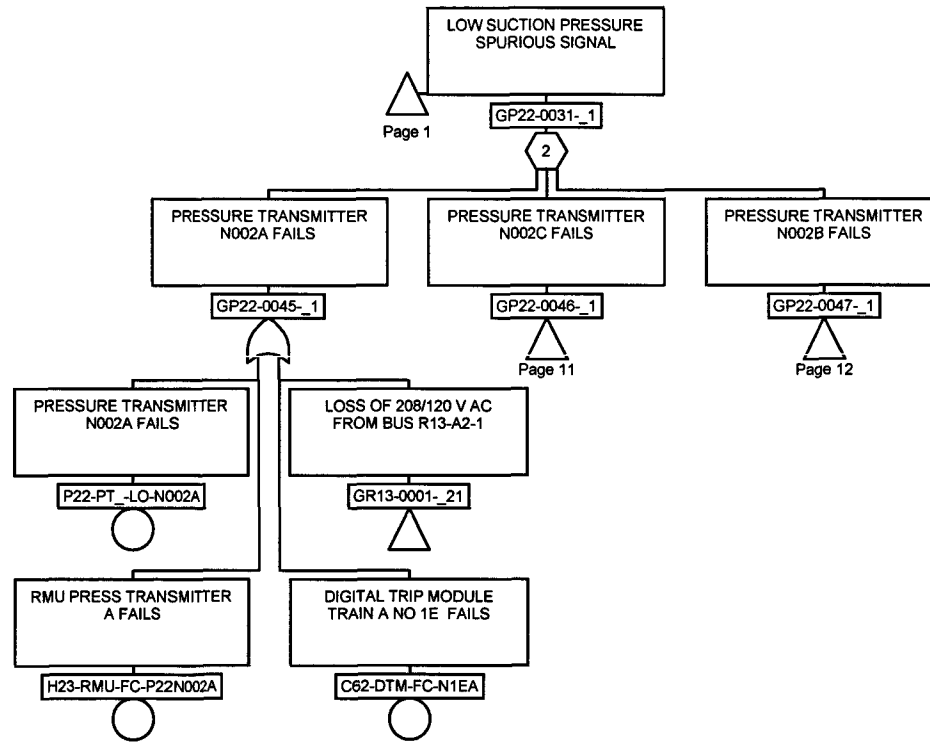 LOW SUCTION PRESSURE
SPURIOUS SIGNAL
Page 1
GP22-0031-_1
2
PRESSURE TRANSMITTER
N002A FAILS
PRESSURE TRANSMITTER
N002C FAILS
PRESSURE TRANSMITTER
N002B FAILS
GP22-0045-_1
GP22-0046-_1
GP22-0047-_1
Page 11
Page 12
PRESSURE TRANSMITTER
N002A FAILS
LOSS OF 208/120 V AC
FROM BUS R13-A2-1
P22-PT_-LO-N002A
GR13-0001-_21
RMU PRESS TRANSMITTER
A FAILS
DIGITAL TRIP MODULE
TRAIN A NO 1E FAILS
H23-RMU-FC-P22N002A
C62-DTM-FC-N1EA